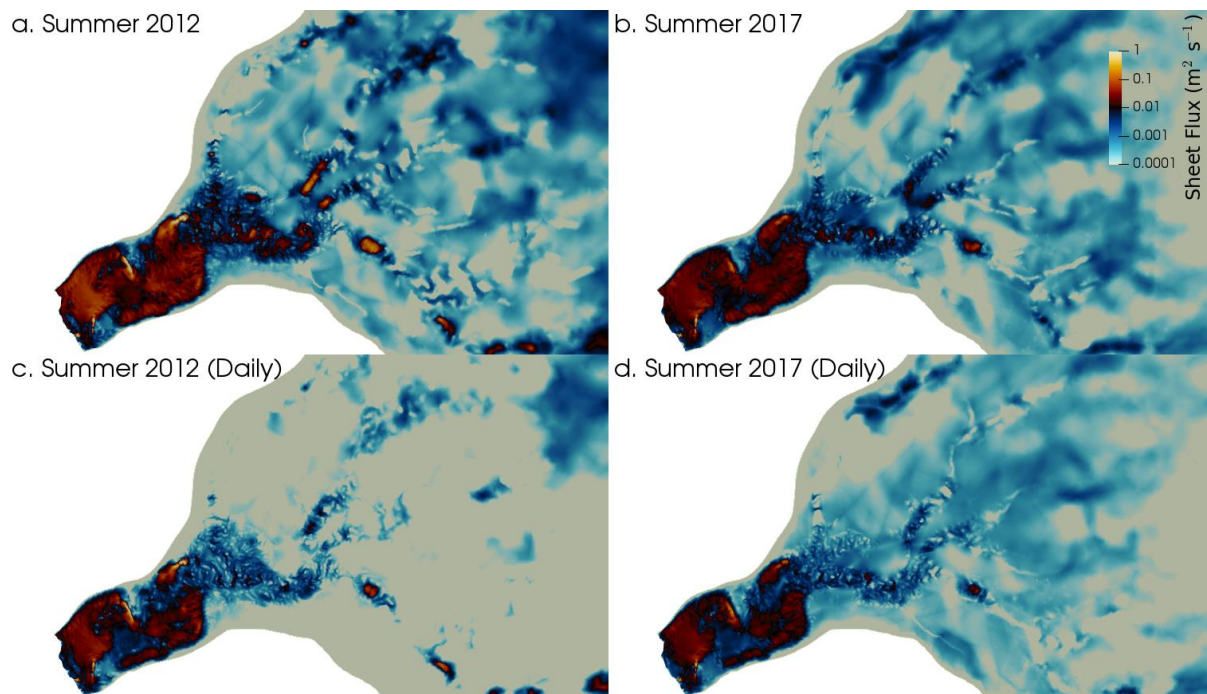 a. Summer 2012
b. Summer 2017
1
0.1
0.01
0.001
0.0001
Sheet Flux (m² s⁻¹)
c. Summer 2012 (Daily)
d. Summer 2017 (Daily)